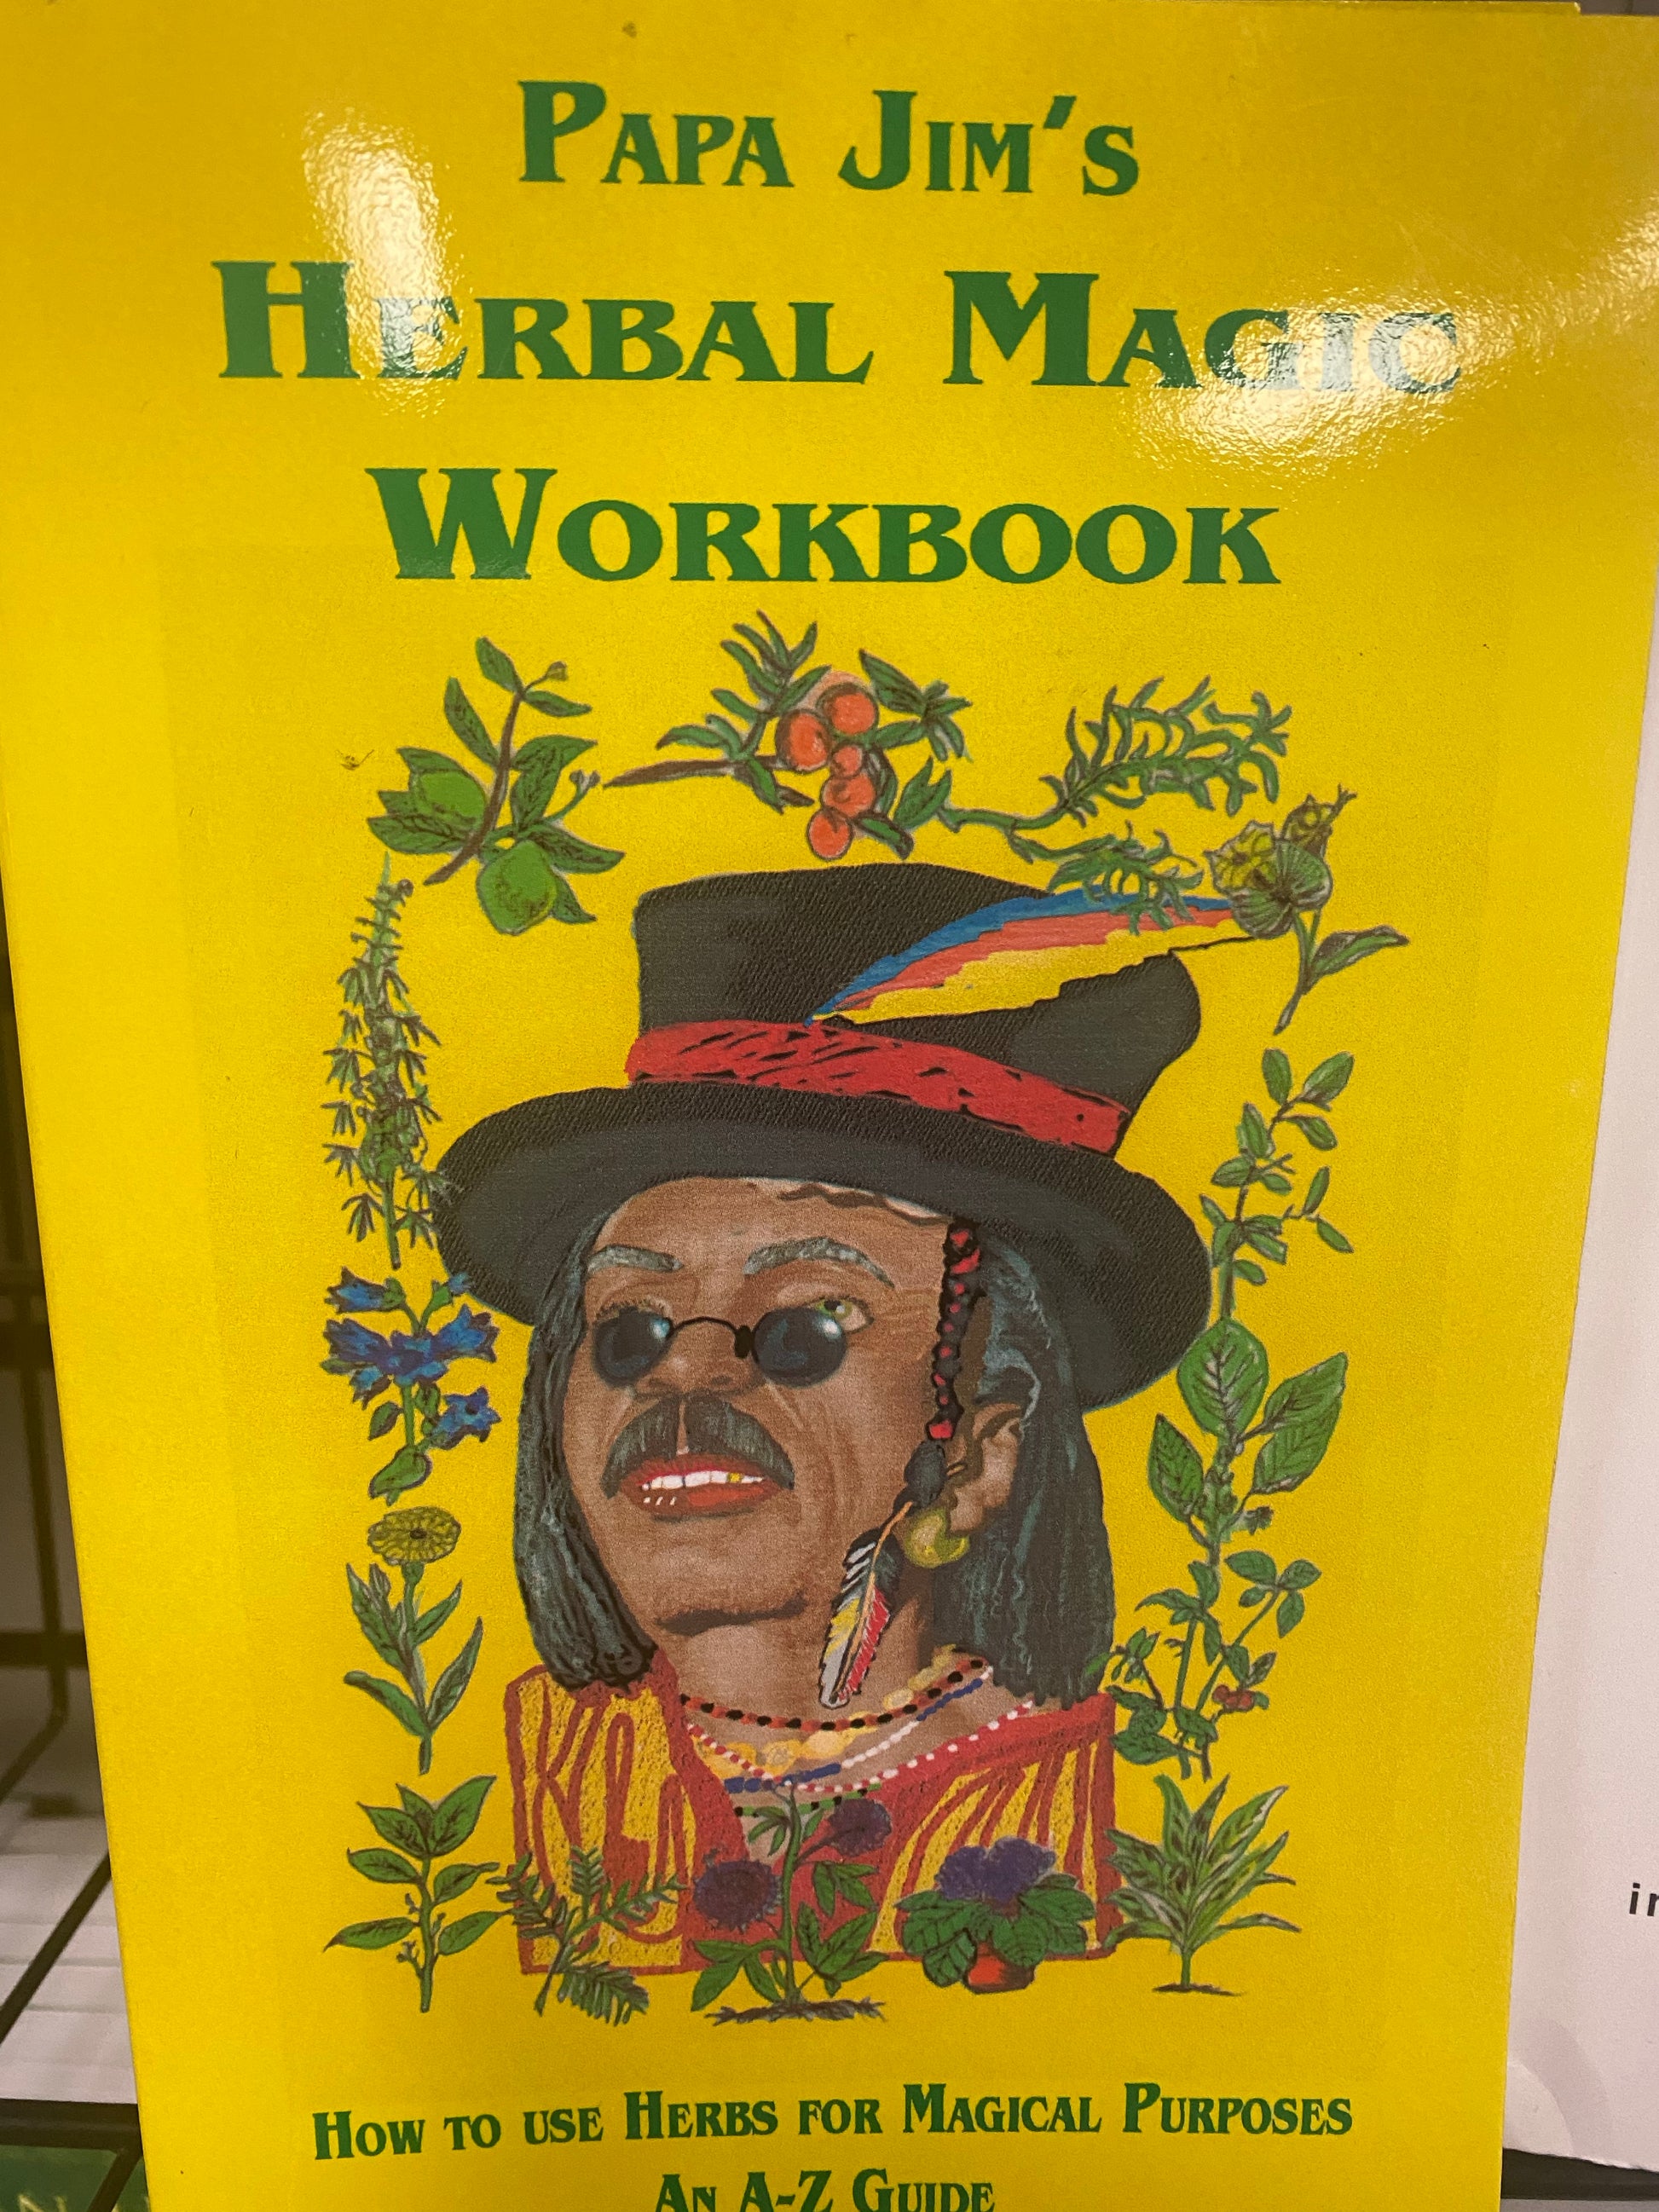 PAPA JIM'S
HERBAL MAGIC
WORKBOOK
HOW TO USE HERBS FOR MAGICAL PURPOSES
AN A-Z GUIDE